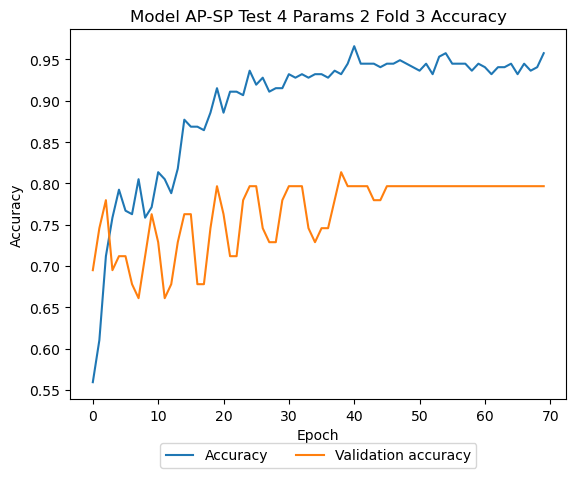 Model AP-SP Test 4 Params 2 Fold 3 Accuracy
0.95
0.90
0.85
0.80
0.75
0.70
0.65
0.60
0.55
Accuracy
0 10 20 30 40 50 60 70
Epoch
Accuracy Validation accuracy